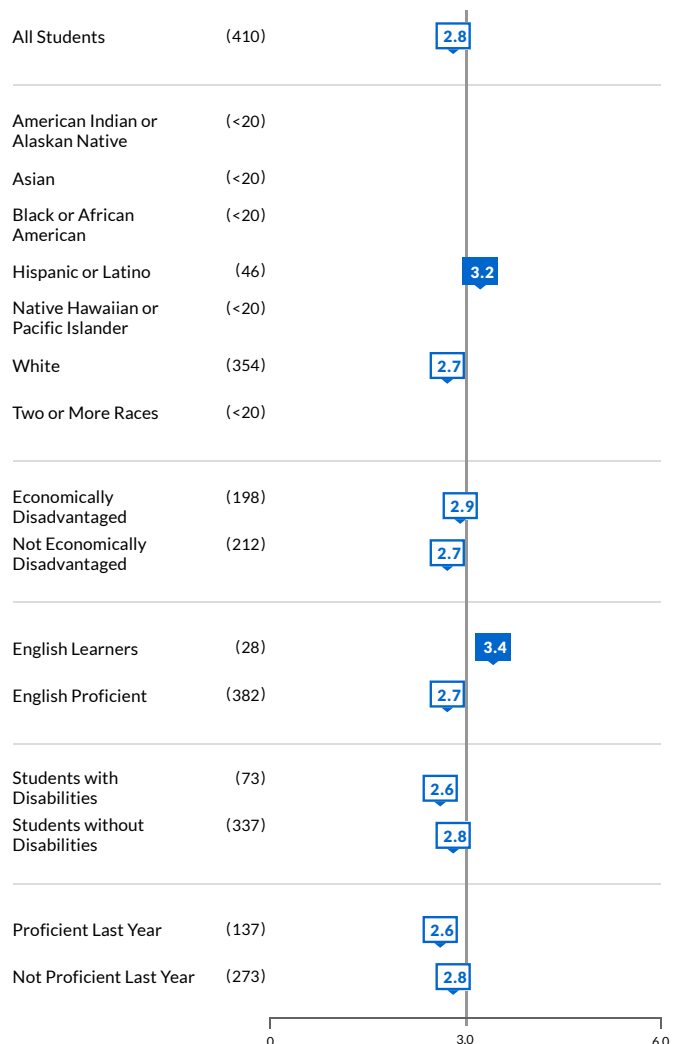 All Students (410) 2.8
American Indian or
Alaskan Native (<20)
Asian (<20)
Black or African
American (<20)
Hispanic or Latino (46) 3.2
Native Hawaiian or
Pacific Islander (<20)
White (354) 2.7
Two or More Races (<20)
Economically
Disadvantaged (198) 2.9
Not Economically
Disadvantaged (212) 2.7
English Learners (28) 3.4
English Proficient (382) 2.7
Students with
Disabilities (73) 2.6
Students without
Disabilities (337) 2.8
Proficient Last Year (137) 2.6
Not Proficient Last Year (273) 2.8
0 3.0 6.0